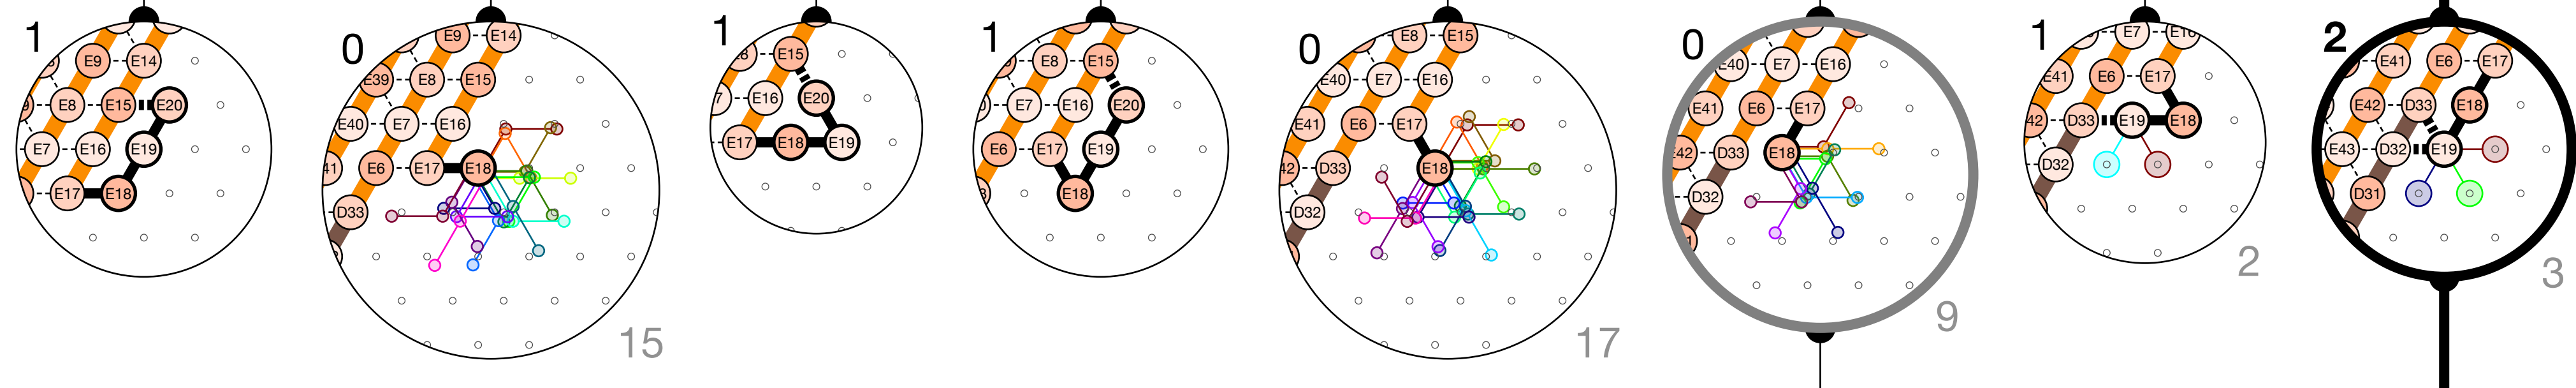 1
E9 E14
E8 E15 E20
E7 E16 E19
E17 E18
0
E9 E14
E39 E8 E15
E40 E7 E16
41 E6 E17 E18
D33
15
1
E15
E16 E20
E17 E18 E19
1
E8 E15
E7 E16 E20
E6 E17 E19
E18
0
E8 E15
E40 E7 E16
E41 E6 E17
42 D33 E18
D32
17
0
E40 E7 E16
E41 E6 E17
E42 D33 E18
D32
9
1
E7 E16
E41 E6 E17
42 D33 E19 E18
D32
2
2
E41 E6 E17
E42 D33 E18
E43 D32 E19
D31
3